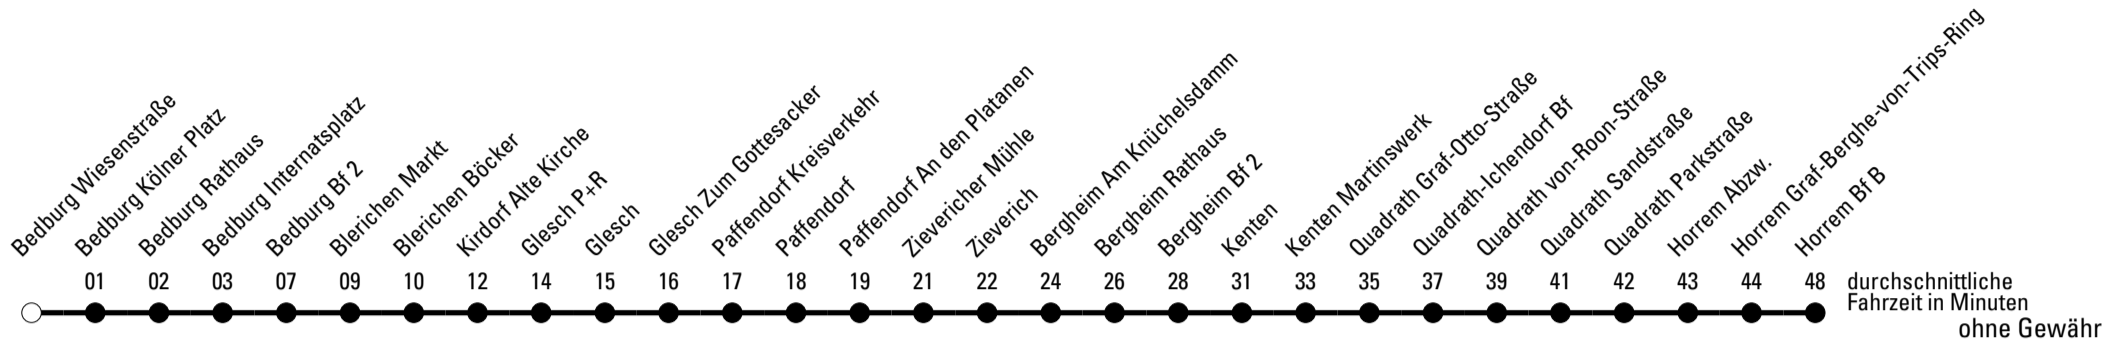 Bedburg Wiesenstraße
Bedburg Kölner Platz
Bedburg Rathaus
Bedburg Internatsplatz
Bedburg Bf 2
Blerichen Markt
Blerichen Böcker
Kirdorf Alte Kirche
Glesch P+R
Glesch
Glesch Zum Gottesacker
Paffendorf Kreisverkehr
Paffendorf
Paffendorf An den Platanen
Zievericher Mühle
Zieverich
Bergheim Am Knüchelsdamm
Bergheim Rathaus
Bergheim Bf 2
Kenten
Kenten Martinswerk
Quadrath Graf-Otto-Straße
Quadrath-Ichendorf Bf
Quadrath von-Roon-Straße
Quadrath Sandstraße
Quadrath Parkstraße
Horrem Abzw.
Horrem Graf-Berghe-von-Trips-Ring
Horrem Bf B
01 02 03 07 09 10 12 14 15 16 17 18 19 21 22 24 26 28 31 33 35 37 39 41 42 43 44 48
durchschnittliche
Fahrzeit in Minuten
ohne Gewähr